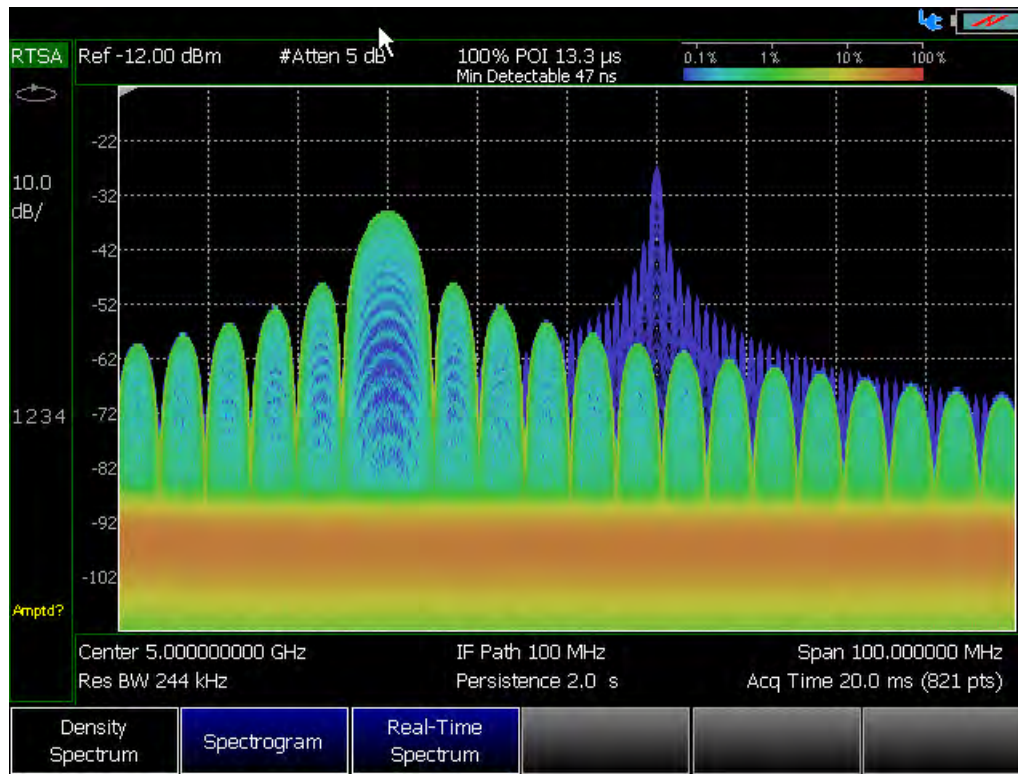 RTSA
Ref -12.00 dBm #Atten 5 dB 100% POI 13.3 µs
Min Detectable 47 ns
0.1% 1% 10% 100%
10.0
dB/
-22
-32
-42
-52
-62
-72
-82
-92
-102
1234
Amptd?
Center 5.000000000 GHz IF Path 100 MHz Span 100.000000 MHz
Res BW 244 kHz Persistence 2.0 s Acq Time 20.0 ms (821 pts)
Density
Spectrum
Spectrogram
Real-Time
Spectrum